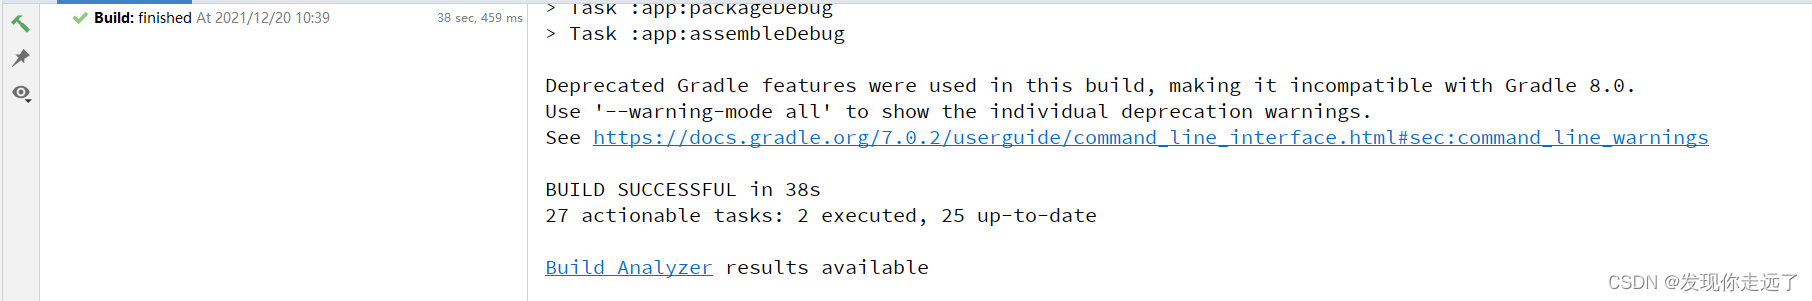 Build: finished At 2021/12/20 10:39 38 sec, 459 ms
> Task :app:packageDebug
> Task :app:assembleDebug
Deprecated Gradle features were used in this build, making it incompatible with Gradle 8.0.
Use '--warning-mode all' to show the individual deprecation warnings.
See https://docs.gradle.org/7.0.2/userguide/command_line_interface.html#sec:command_line_warnings
BUILD SUCCESSFUL in 38s
27 actionable tasks: 2 executed, 25 up-to-date
Build Analyzer results available
CSDN @发现你走远了